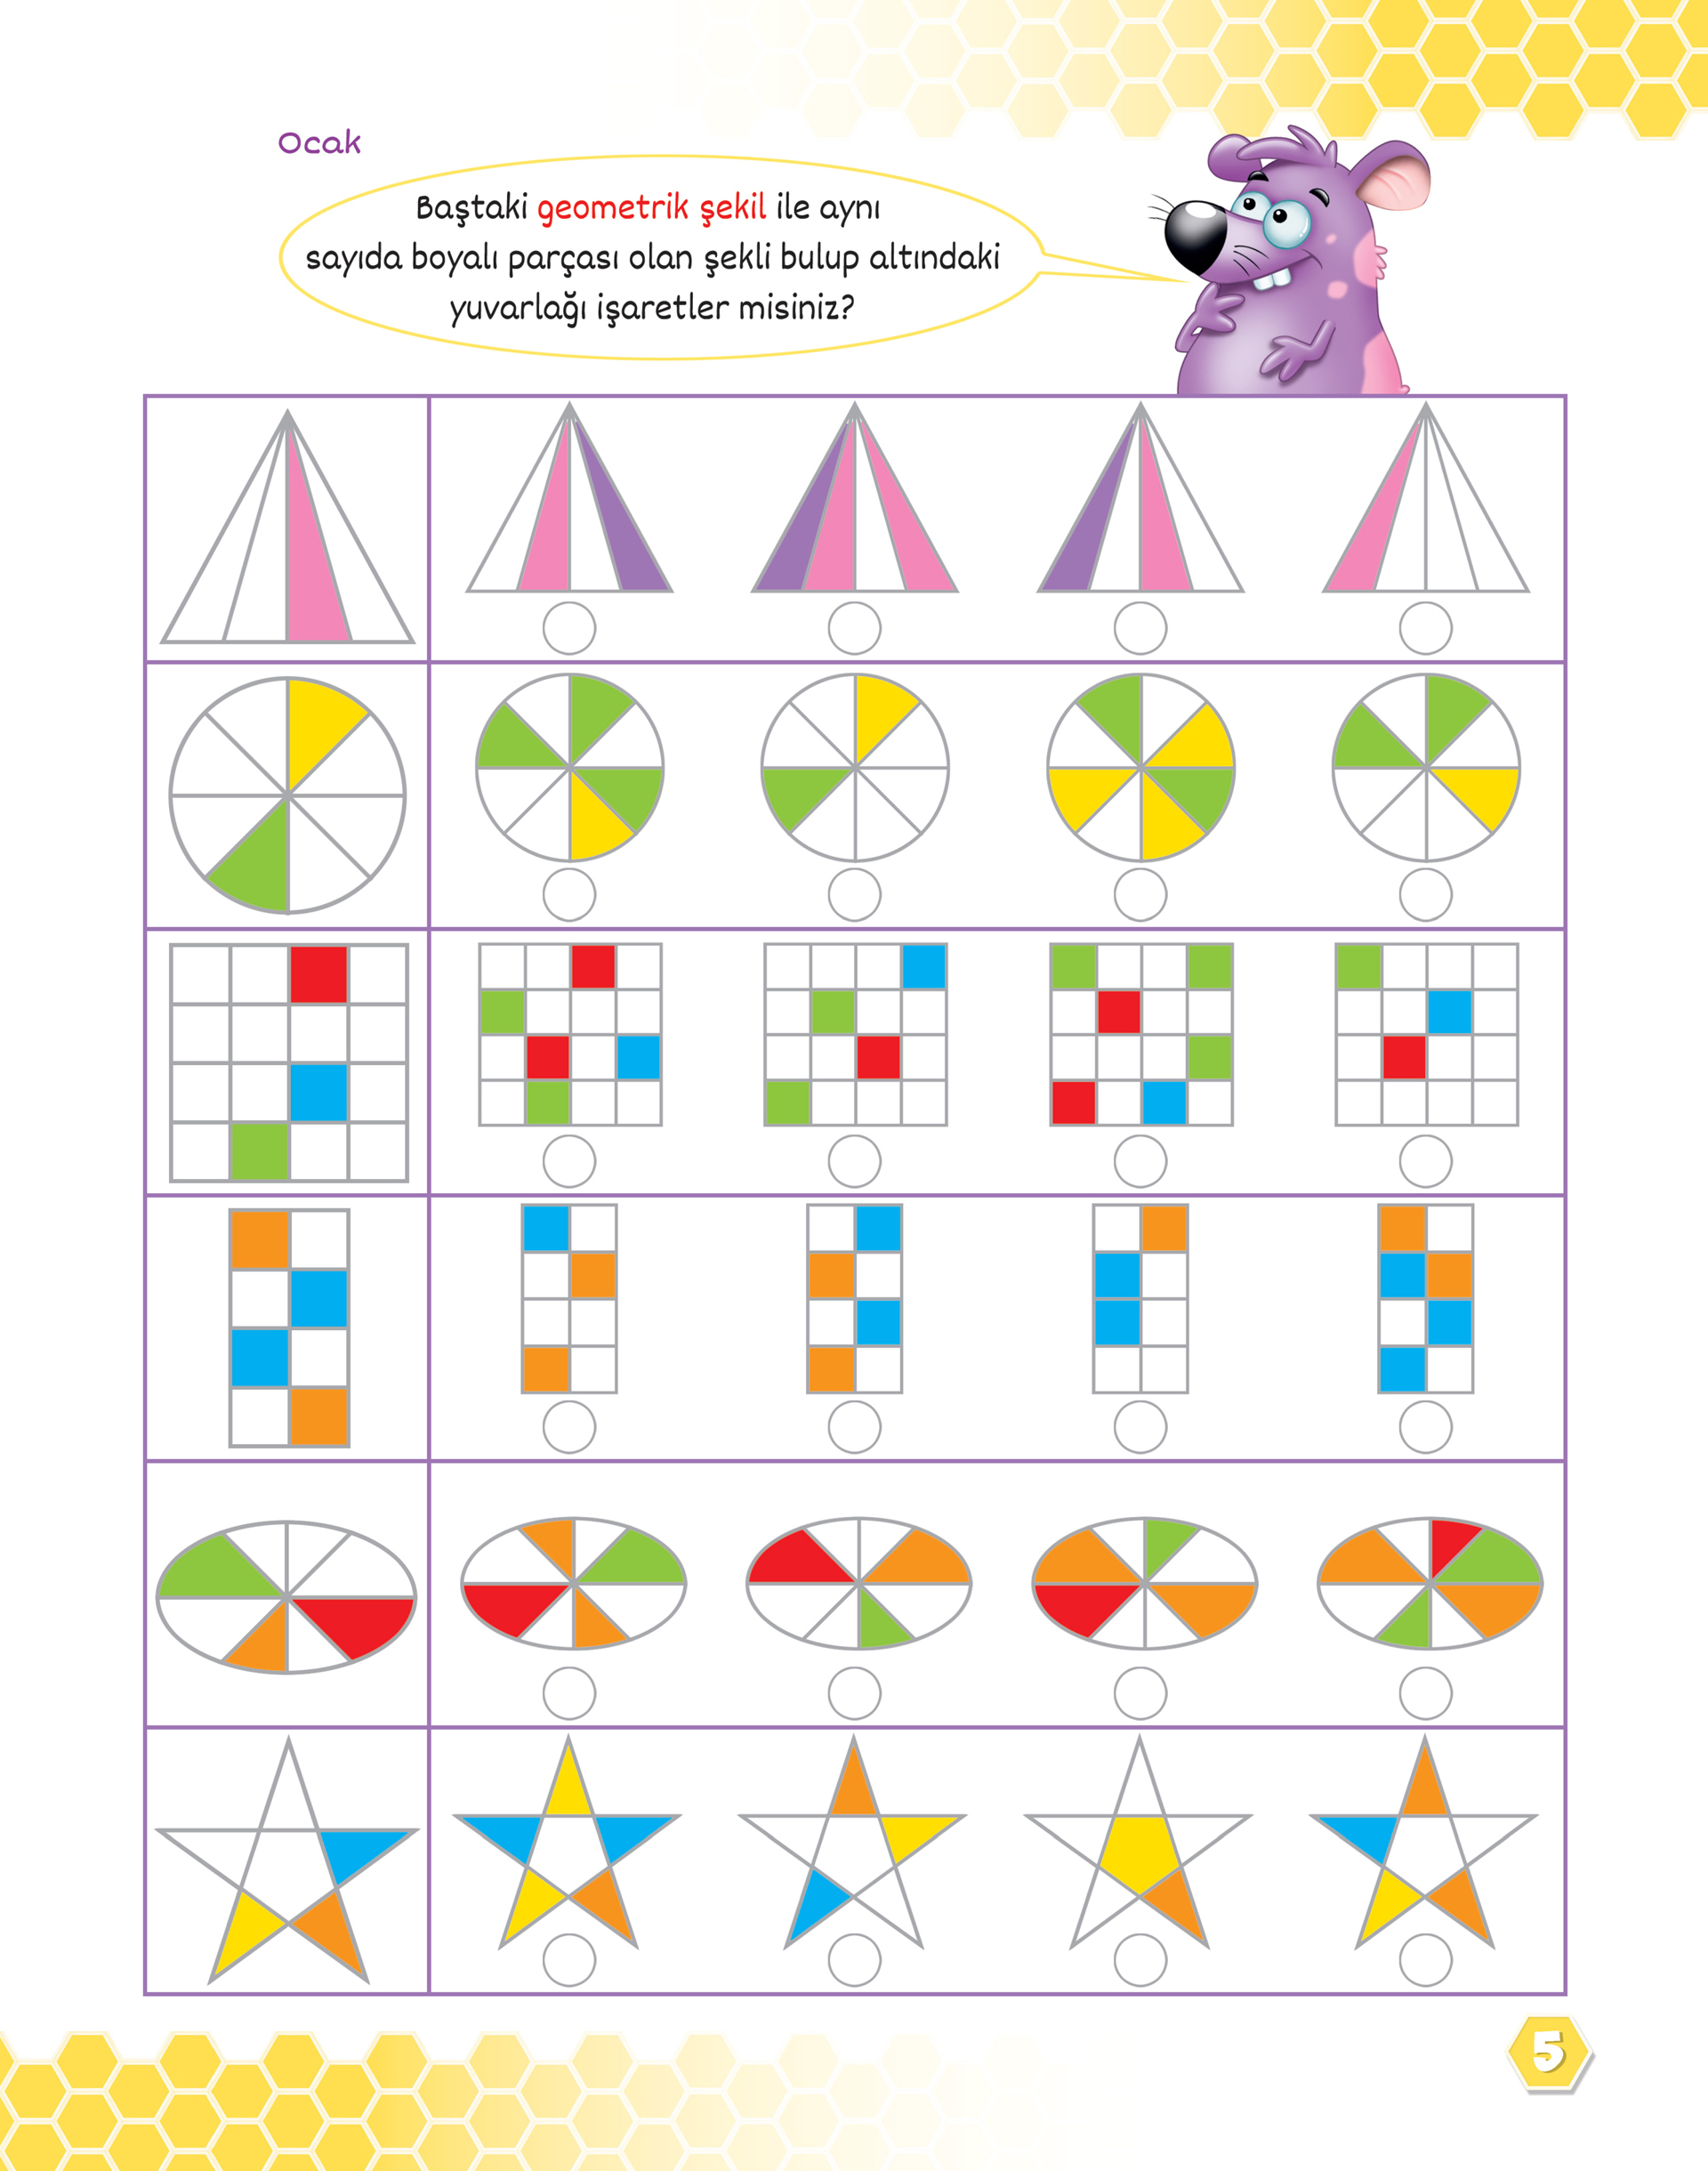 Ocak
Baştaki geometrik şekil ile aynı
sayıda boyalı parçası olan şekli bulup altındaki
yuvarlağı işaretler misiniz?
5